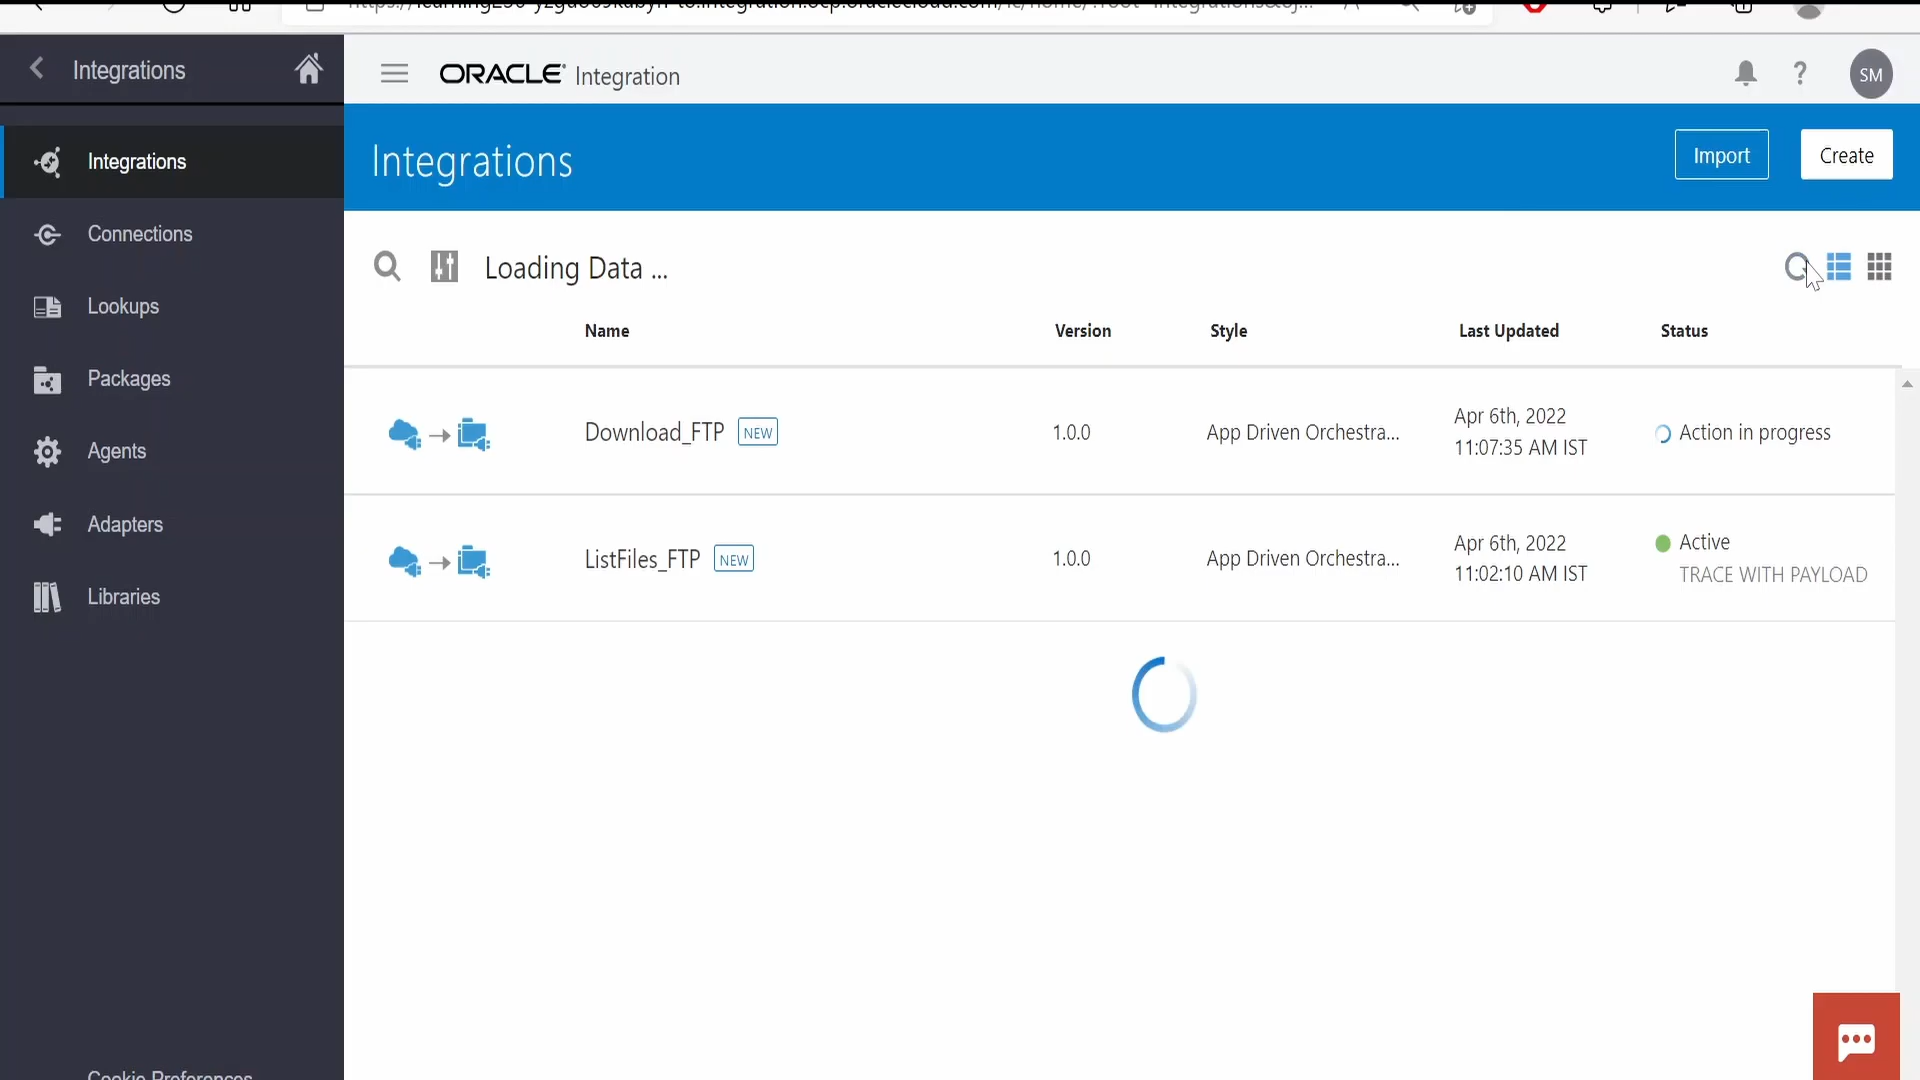 Integrations
ORACLE Integration
SM
Integrations
Connections
Lookups
Packages
Agents
Adapters
Libraries
Integrations
Import
Create
Loading Data ...
Name Version Style Last Updated Status
Download_FTP NEW 1.0.0 App Driven Orchestra... Apr 6th, 2022
11:07:35 AM IST Action in progress
ListFiles_FTP NEW 1.0.0 App Driven Orchestra... Apr 6th, 2022
11:02:10 AM IST Active
TRACE WITH PAYLOAD
Cookie Preferences